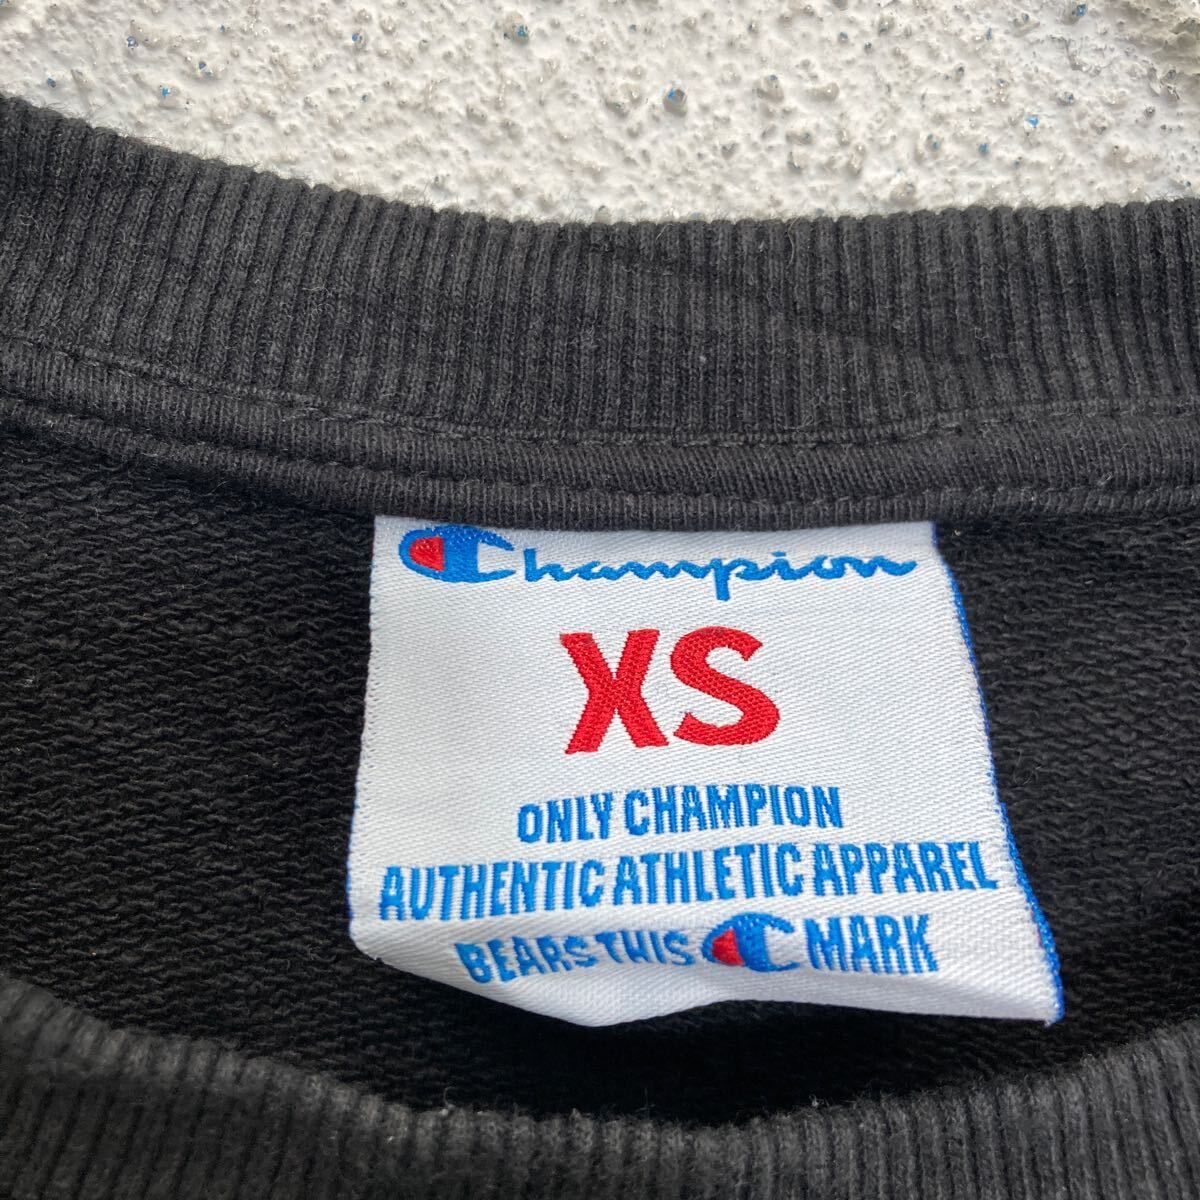 Champion
XS
ONLY CHAMPION
AUTHENTIC ATHLETIC APPAREL
BEARS THIS C MARK